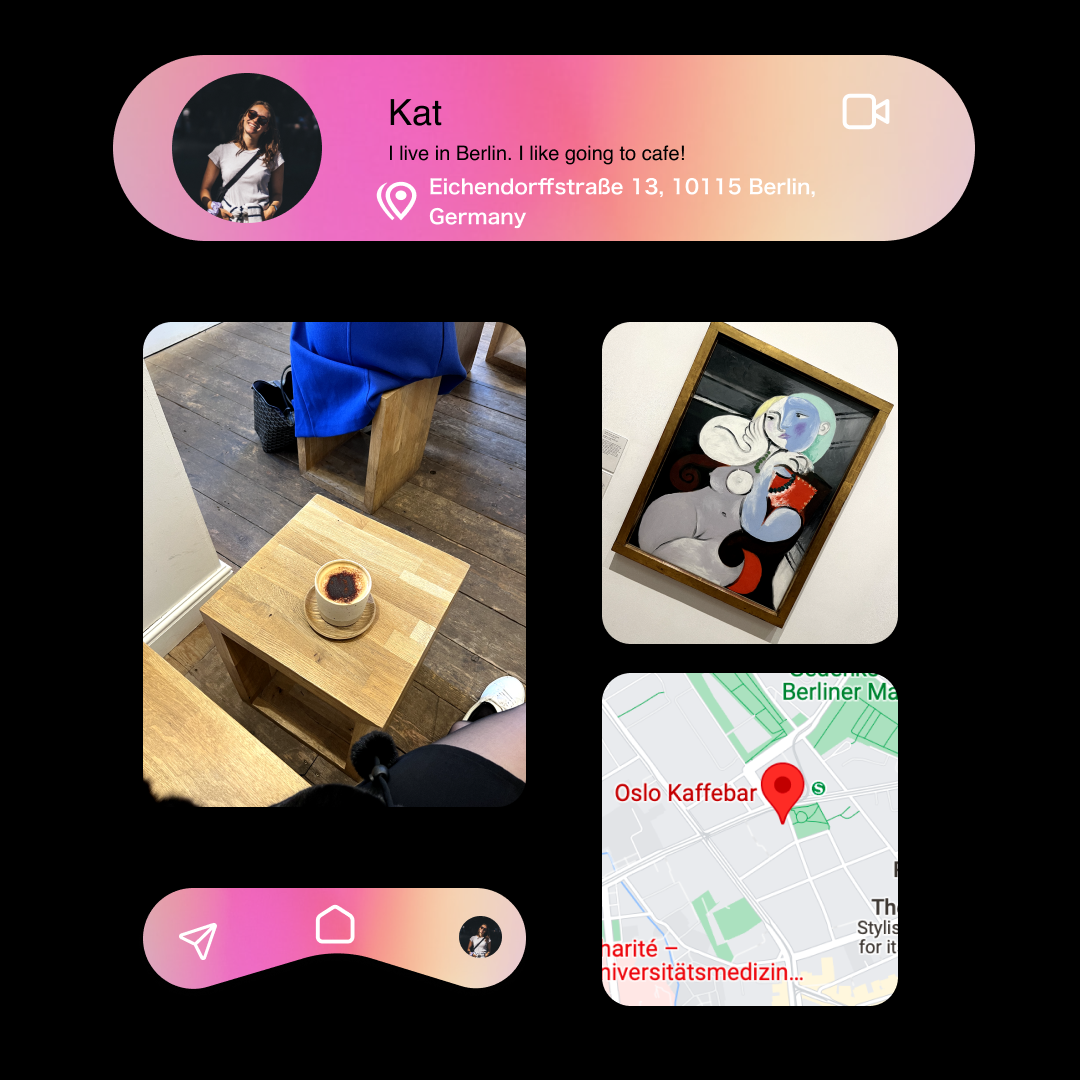 Kat
I live in Berlin. I like going to cafe!
Eichendorffstraße 13, 10115 Berlin,
Germany
Berliner Ma
Oslo Kaffebar
S
Th
Stylis
for it
harité –
niversitätsmedizin...